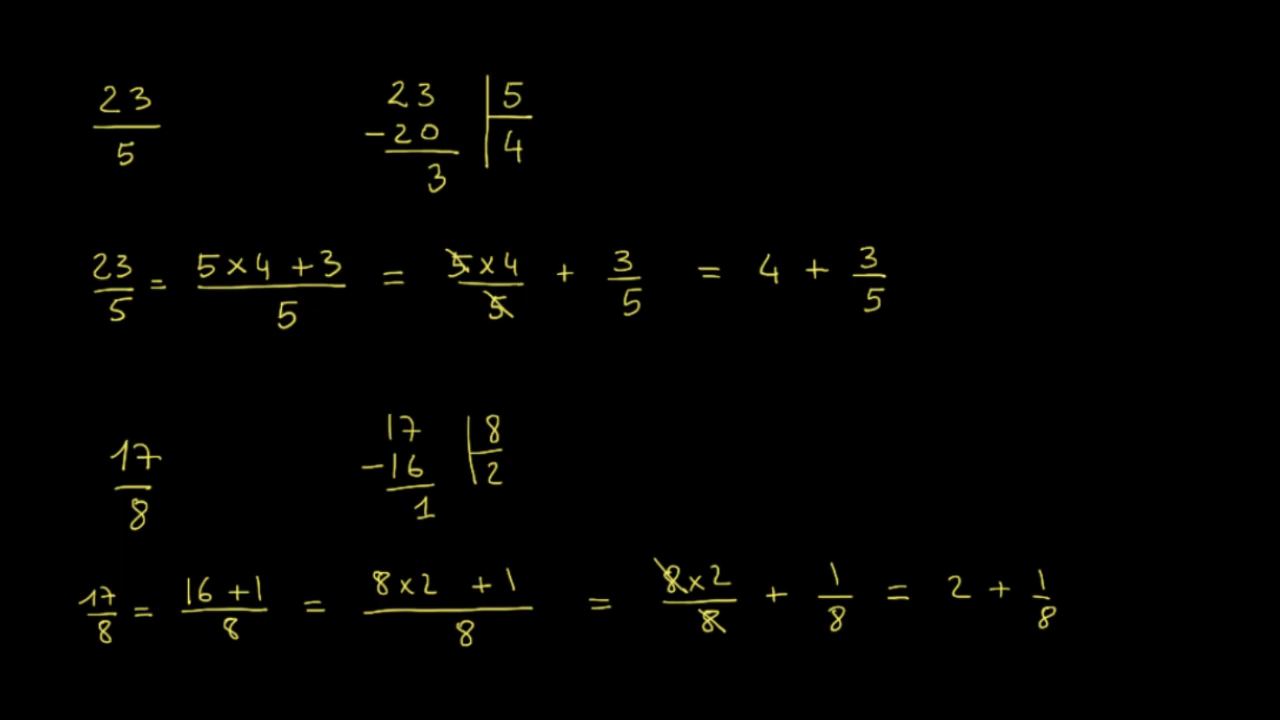 23/5    23 | 5
-20 | 4
3
23/5 = (5×4+3)/5 = (5×4)/5 + 3/5 = 4 + 3/5
17/8    17 | 8
-16 | 2
1
17/8 = (16+1)/8 = (8×2+1)/8 = (8×2)/8 + 1/8 = 2 + 1/8